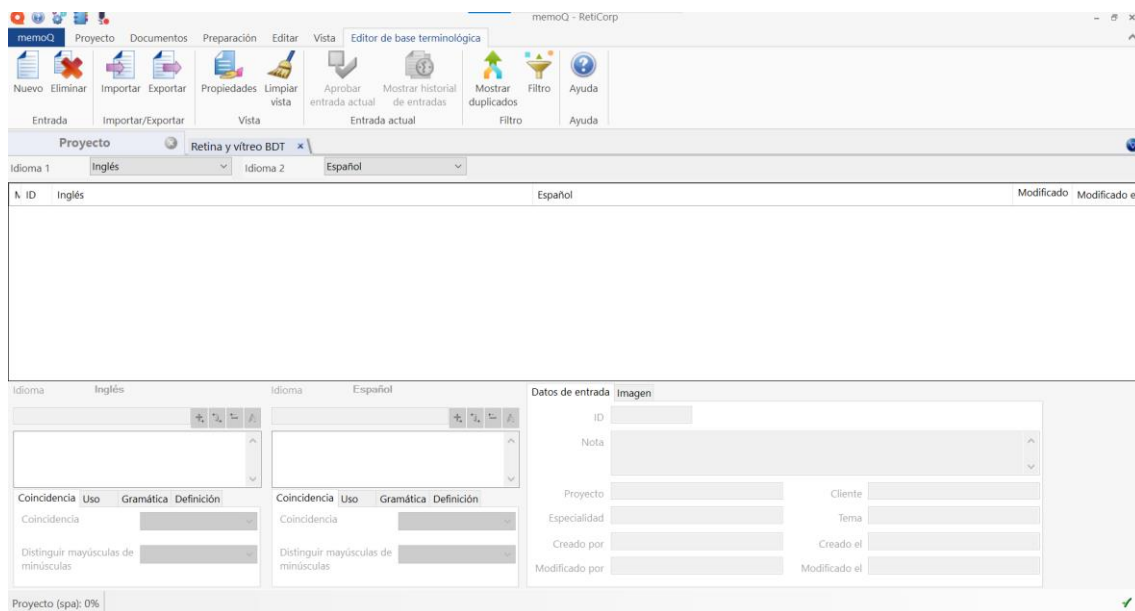 memoQ - RetiCorp
memoQ Proyecto Documentos Preparación Editar Vista Editor de base terminológica
Nuevo Eliminar Importar Exportar Propiedades Limpiar vista Aprobar entrada actual Mostrar historial de entradas Mostrar duplicados Filtro Ayuda
Entrada Importar/Exportar Vista Entrada actual Filtro Ayuda
Proyecto Retina y vítreo BDT
Idioma 1 Inglés Idioma 2 Español
ID Inglés Español Modificado Modificado e
Idioma Inglés Idioma Español Datos de entrada Imagen
ID
Nota
Coincidencia Uso Gramática Definición Coincidencia Uso Gramática Definición Proyecto Cliente
Coincidencia Coincidencia Especialidad Tema
Distinguir mayúsculas de minúsculas Distinguir mayúsculas de minúsculas Creado por Creado el
Modificado por Modificado el
Proyecto (spa): 0%